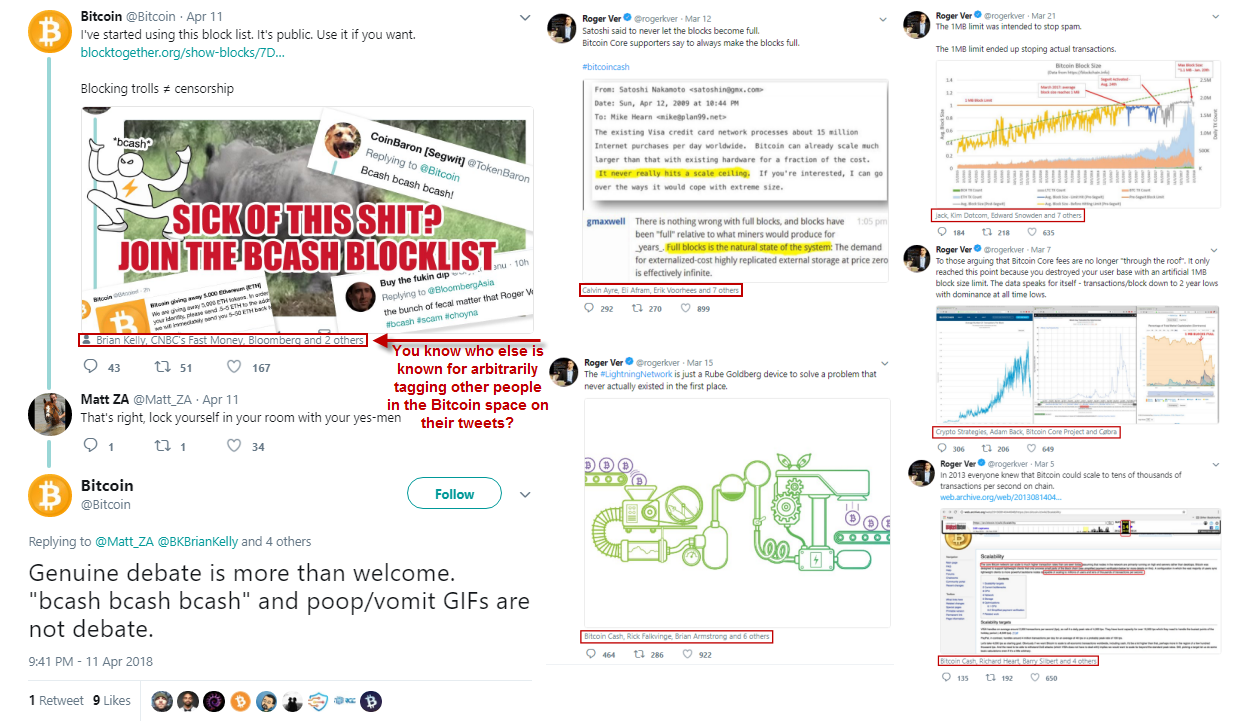 Bitcoin @Bitcoin · Apr 11
I've started using this block list. It's public. Use it if you want.
blocktogether.org/show-blocks/7D...
Blocking trolls ≠ censorship
*bcash*
CoinBaron [Segwit] @TokenBaron
Replying to @Bitcoin
Bcash bcash bcash!
SICK OF THIS SHIT?
JOIN THE BCASH BLOCKLIST
Bitcoin giving away 5,000 Ethereum [ETH]
Buy the fukin dip
10h
Replying to @BloombergAsia
the bunch of fecal matter that Roger Ve
#bcash #scam #choyna
Brian Kelly, CNBC's Fast Money, Bloomberg and 2 others
43 51 167
You know who else is
known for arbitrarily
tagging other people
in the Bitcoin space on
their tweets?
Matt ZA @Matt_ZA · Apr 11
That's right, lock yourself in your room with your yes-men
1 1 34
Bitcoin
@Bitcoin
Follow
Replying to @Matt_ZA @BKBrianKelly and 4 others
Genuine debate is more than welcome.
"bcash bcash bcash" and poop/vomit GIFs are
not debate.
9:41 PM - 11 Apr 2018
1 Retweet 9 Likes
Roger Ver @rogerkver · Mar 12
Satoshi said to never let the blocks become full.
Bitcoin Core supporters say to always make the blocks full.
#bitcoincash
From: Satoshi Nakamoto <satoshin@gmx.com>
Date: Sun, Apr 12, 2009 at 10:44 PM
To: Mike Hearn <mike@plan99.net>
The existing Visa credit card network processes about 15 million
Internet purchases per day worldwide. Bitcoin can already scale much
larger than that with existing hardware for a fraction of the cost.
It never really hits a scale ceiling. If you're interested, I can go
over the ways it would cope with extreme size.
gmaxwell There is nothing wrong with full blocks, and blocks have 1:05 pm
been "full" relative to what miners would produce for
_years_. Full blocks is the natural state of the system: The demand
for externalized-cost highly replicated external storage at price zero
is effectively infinite.
Calvin Ayre, Eli Afram, Erik Voorhees and 7 others
292 270 899
Roger Ver @rogerkver · Mar 15
The #LightningNetwork is just a Rube Goldberg device to solve a problem that
never actually existed in the first place.
Bitcoin Cash, Rick Falkvinge, Brian Armstrong and 6 others
464 286 922
Roger Ver @rogerkver · Mar 21
The 1MB limit was intended to stop spam.
The 1MB limit ended up stoping actual transactions.
Bitcoin Block Size
Jack, Kim Dotcom, Edward Snowden and 7 others
184 218 635
Roger Ver @rogerkver · Mar 7
To those arguing that Bitcoin Core fees are no longer "through the roof". It only
reached this point because you destroyed your user base with an artificial 1MB
block size limit. The data speaks for itself - transactions/block down to 2 year lows
with dominance at all time lows.
Crypto Strategies, Adam Back, Bitcoin Core Project and Cøbra
306 206 649
Roger Ver @rogerkver · Mar 5
In 2013 everyone knew that Bitcoin could scale to tens of thousands of
transactions per second on chain.
web.archive.org/web/2013081404...
Scalability
Scalability targets
Bitcoin Cash, Richard Heart, Barry Silbert and 4 others
135 192 650